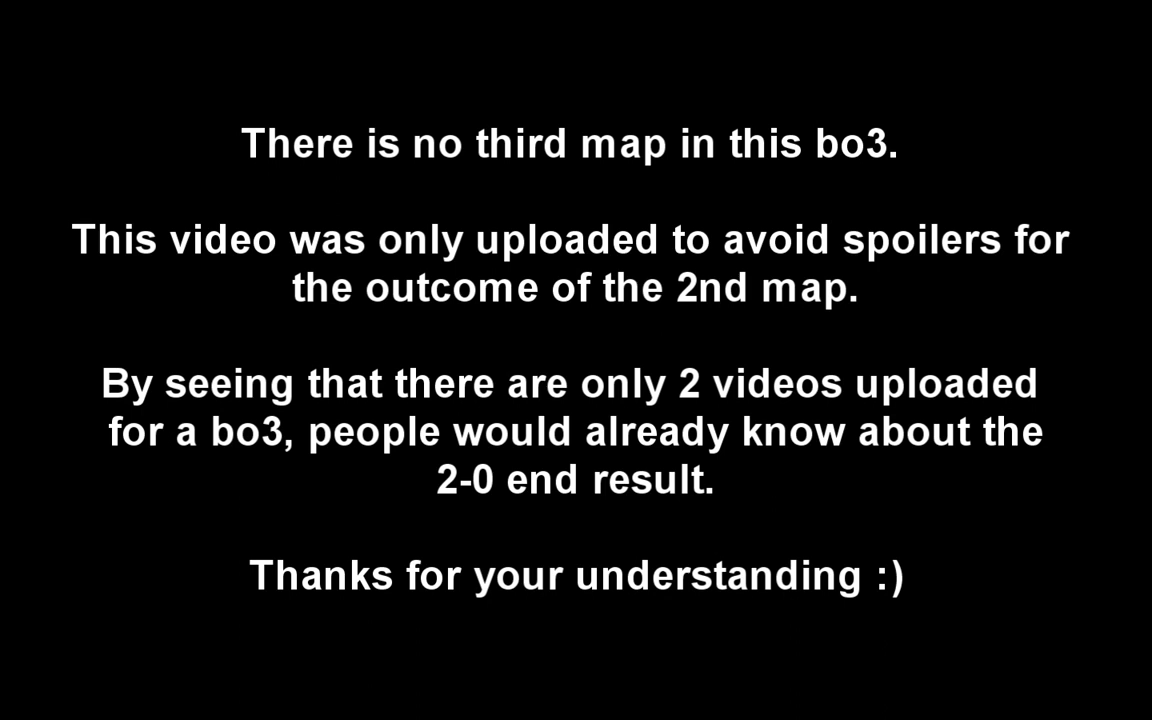 There is no third map in this bo3.
This video was only uploaded to avoid spoilers for
the outcome of the 2nd map.
By seeing that there are only 2 videos uploaded
for a bo3, people would already know about the
2-0 end result.
Thanks for your understanding :)